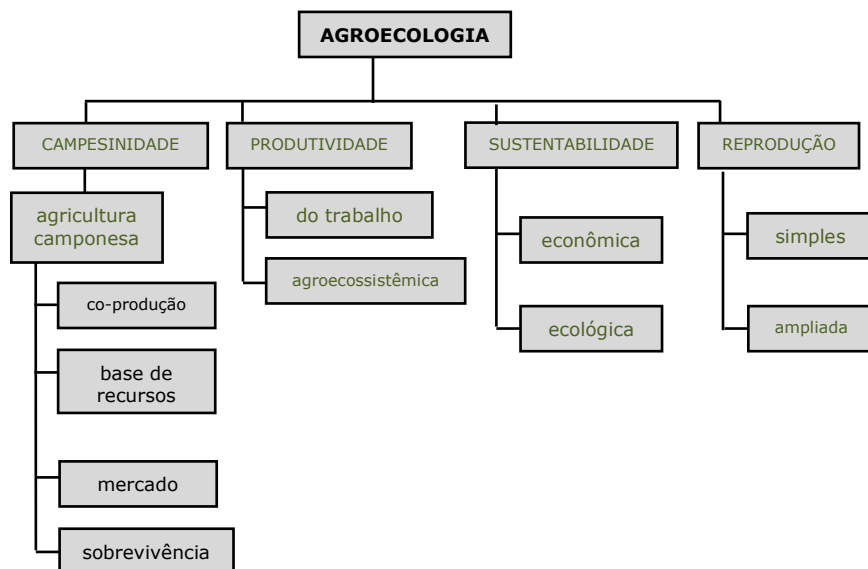 AGROECOLOGIA
CAMPESINIDADE
PRODUTIVIDADE
SUSTENTABILIDADE
REPRODUÇÃO
agricultura
camponesa
co-produção
base de
recursos
mercado
sobrevivência
do trabalho
agroecossistêmica
econômica
ecológica
simples
ampliada